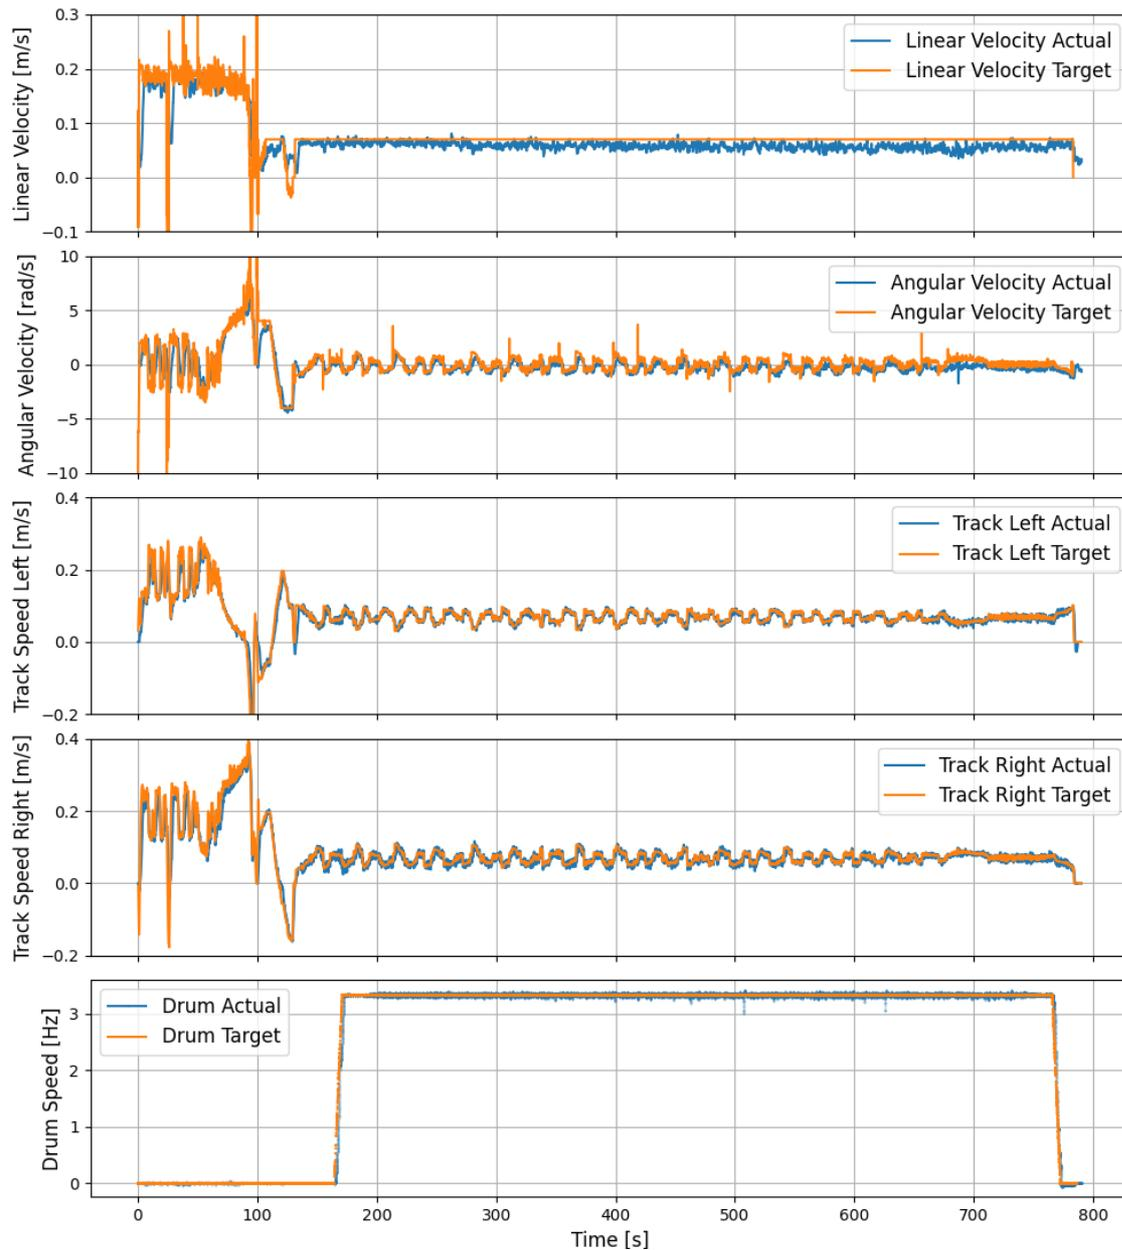 Linear Velocity [m/s]
0.3
0.2
0.1
0.0
−0.1
Linear Velocity Actual
Linear Velocity Target
Angular Velocity [rad/s]
10
5
0
−5
−10
Angular Velocity Actual
Angular Velocity Target
Track Speed Left [m/s]
0.4
0.2
0.0
−0.2
Track Left Actual
Track Left Target
Track Speed Right [m/s]
0.4
0.2
0.0
−0.2
Track Right Actual
Track Right Target
Drum Speed [Hz]
3
2
1
0
Drum Actual
Drum Target
0 100 200 300 400 500 600 700 800
Time [s]